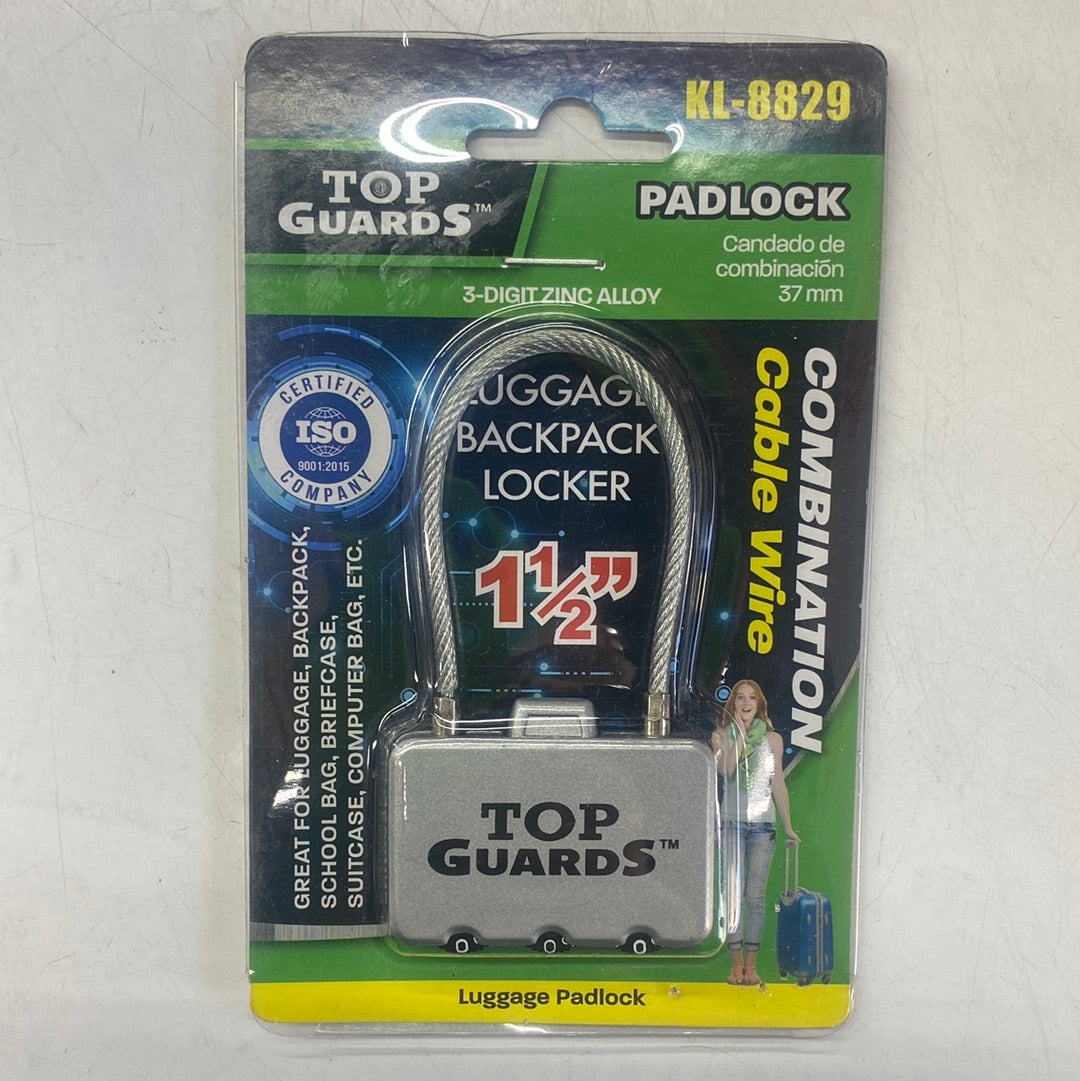 KL-8829
TOP
GUARDS™
PADLOCK
Candado de
combinación
37 mm
3-DIGIT ZINC ALLOY
CERTIFIED
ISO
9001:2015
COMPANY
LUGGAGE
BACKPACK
LOCKER
1 1/2”
COMBINATION
Cable Wire
GREAT FOR LUGGAGE, BACKPACK,
SCHOOL BAG, BRIEFCASE,
SUITCASE, COMPUTER BAG, ETC.
TOP
GUARDS™
0 0 0
Luggage Padlock